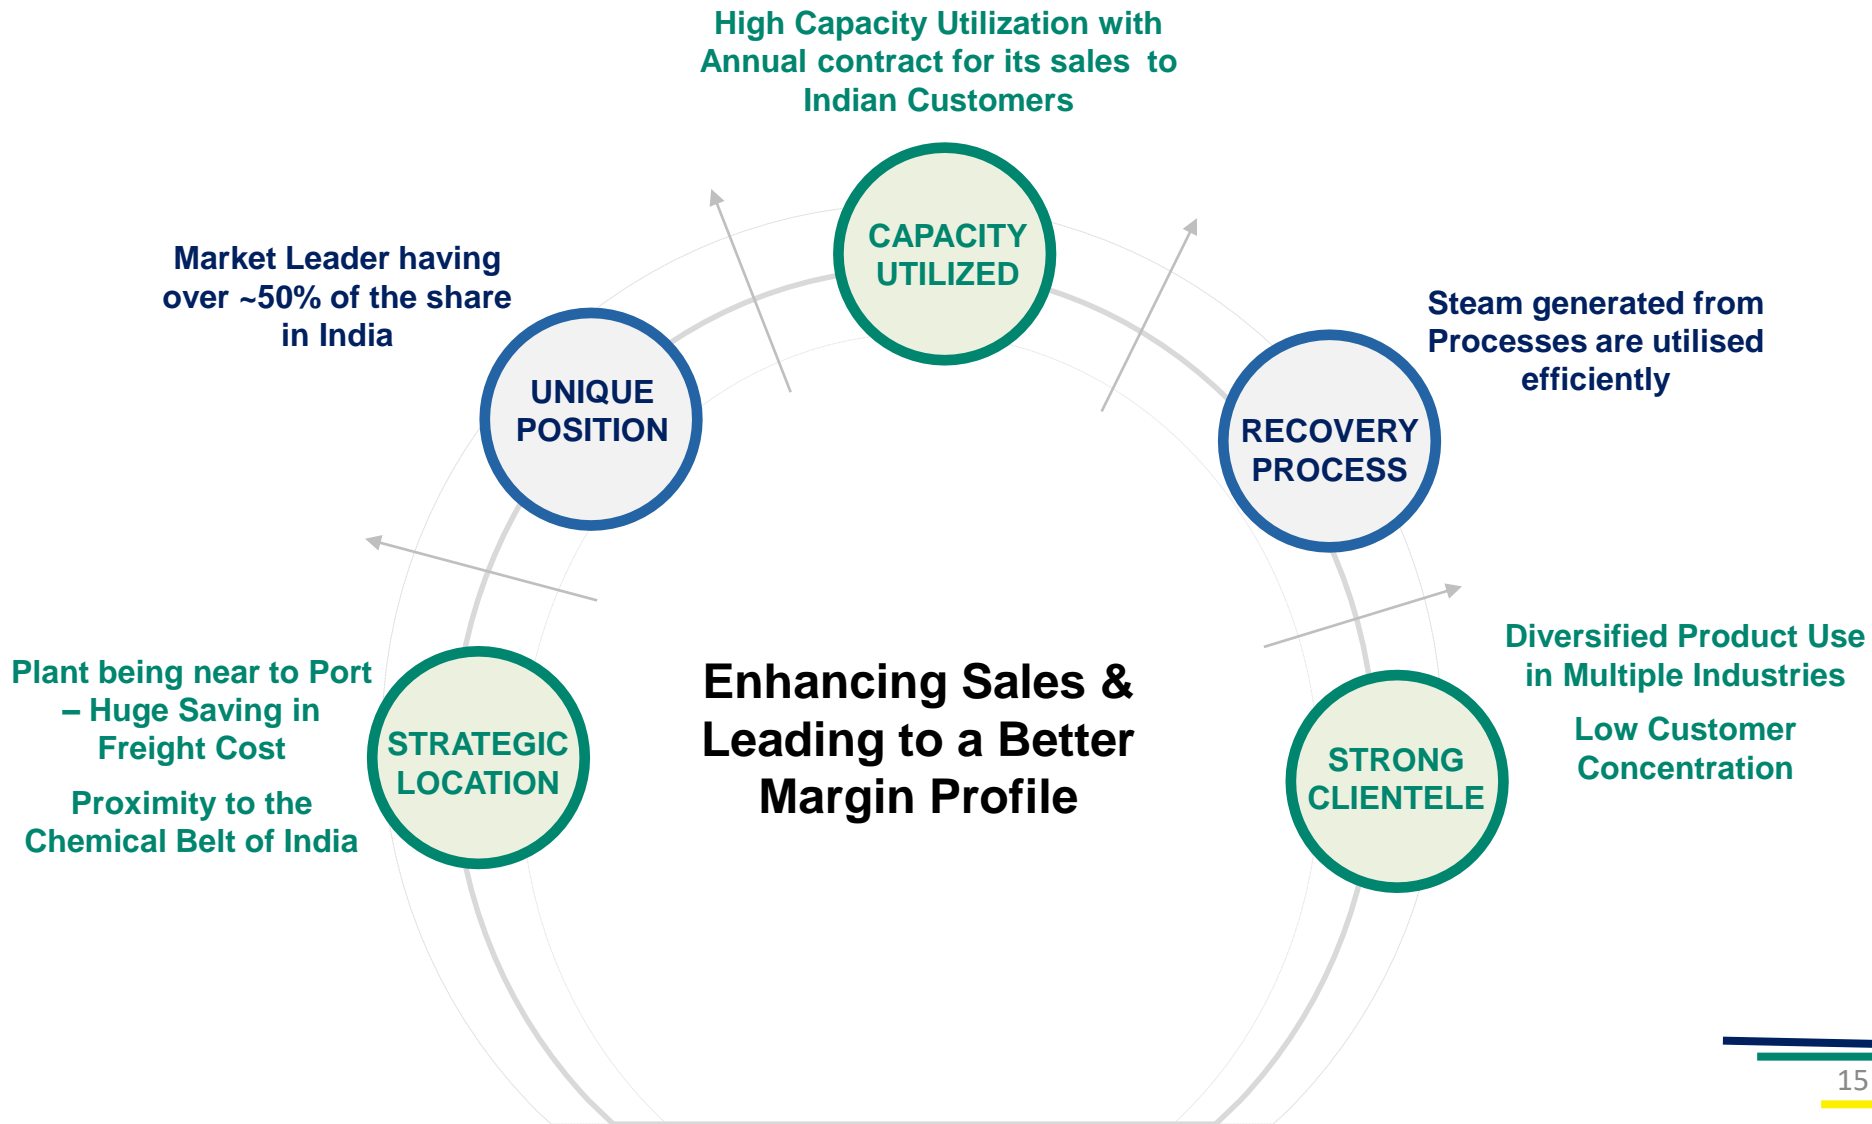 High Capacity Utilization with
Annual contract for its sales to
Indian Customers
CAPACITY
UTILIZED
Market Leader having
over ~50% of the share
in India
UNIQUE
POSITION
Steam generated from
Processes are utilised
efficiently
RECOVERY
PROCESS
Plant being near to Port
– Huge Saving in
Freight Cost
Proximity to the
Chemical Belt of India
STRATEGIC
LOCATION
Enhancing Sales &
Leading to a Better
Margin Profile
Diversified Product Use
in Multiple Industries
Low Customer
Concentration
STRONG
CLIENTELE
15